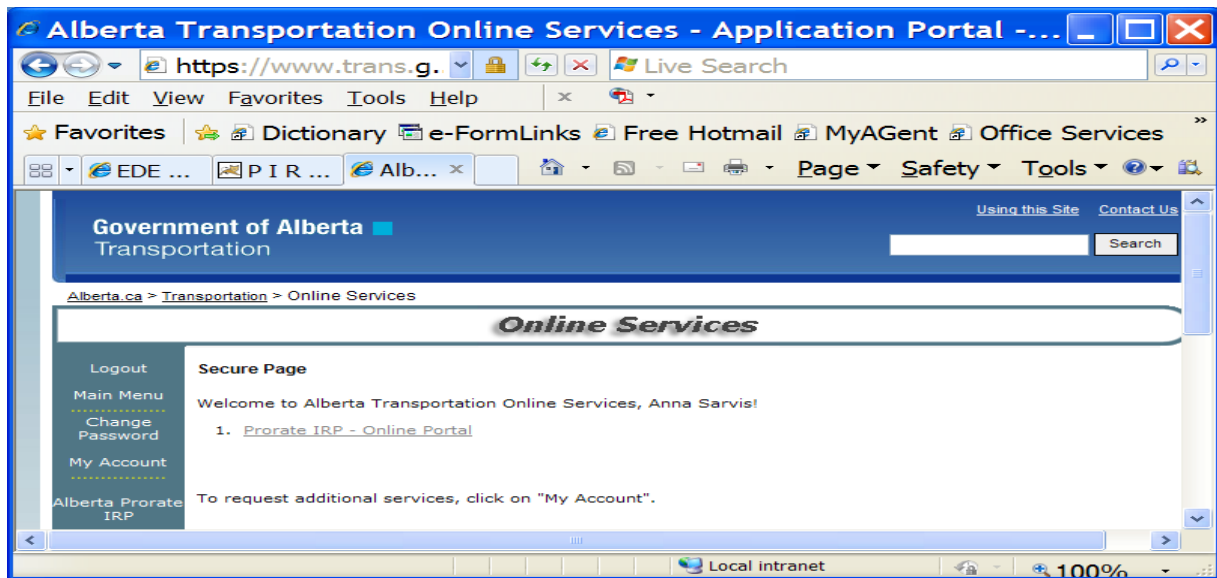 Alberta Transportation Online Services - Application Portal -...
https://www.trans.g. Live Search
File Edit View Favorites Tools Help
Favorites Dictionary e-FormLinks Free Hotmail MyAGent Office Services »
EDE ... P I R ... Alb... Page Safety Tools
Using this Site Contact Us
Government of Alberta
Transportation
Search
Alberta.ca > Transportation > Online Services
Online Services
Logout
Main Menu
Change
Password
My Account
Alberta Prorate
IRP
Secure Page
Welcome to Alberta Transportation Online Services, Anna Sarvis!
1. Prorate IRP - Online Portal
To request additional services, click on "My Account".
Local intranet 100%